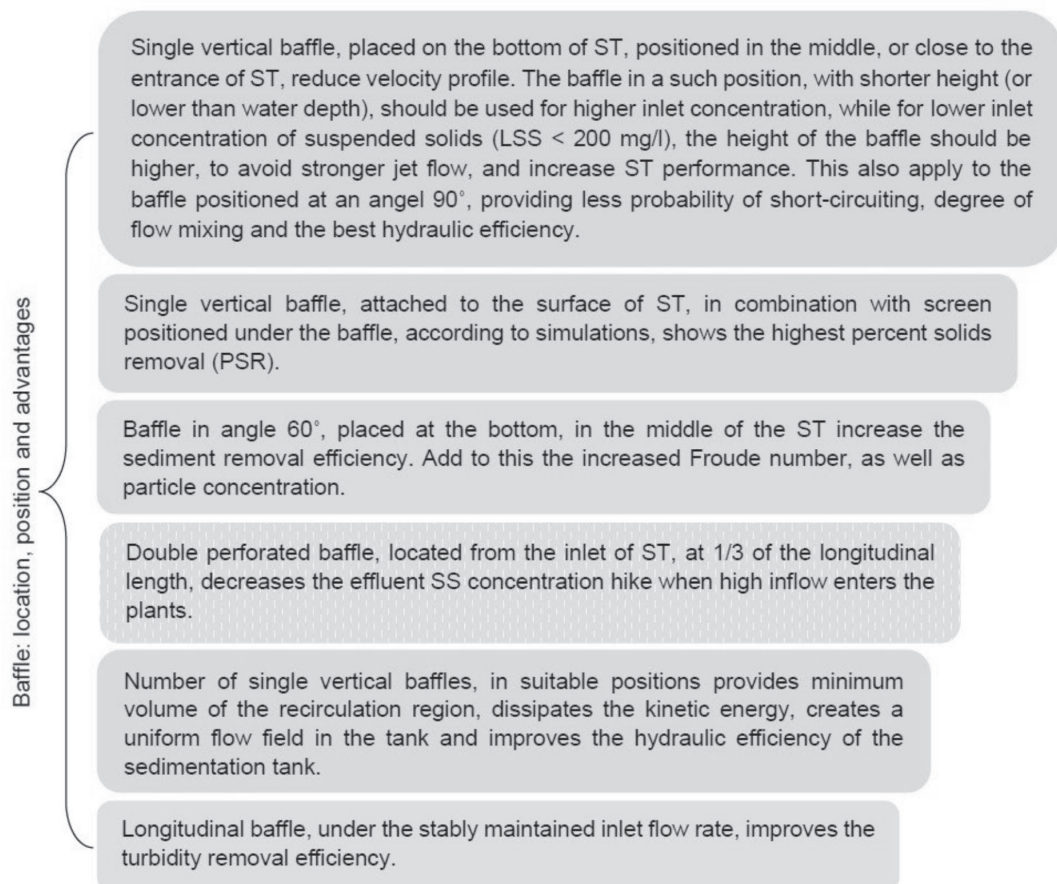 Baffle: location, position and advantages
Single vertical baffle, placed on the bottom of ST, positioned in the middle, or close to the
entrance of ST, reduce velocity profile. The baffle in a such position, with shorter height (or
lower than water depth), should be used for higher inlet concentration, while for lower inlet
concentration of suspended solids (LSS < 200 mg/l), the height of the baffle should be
higher, to avoid stronger jet flow, and increase ST performance. This also apply to the
baffle positioned at an angel 90˚, providing less probability of short-circuiting, degree of
flow mixing and the best hydraulic efficiency.
Single vertical baffle, attached to the surface of ST, in combination with screen
positioned under the baffle, according to simulations, shows the highest percent solids
removal (PSR).
Baffle in angle 60˚, placed at the bottom, in the middle of the ST increase the
sediment removal efficiency. Add to this the increased Froude number, as well as
particle concentration.
Double perforated baffle, located from the inlet of ST, at 1/3 of the longitudinal
length, decreases the effluent SS concentration hike when high inflow enters the
plants.
Number of single vertical baffles, in suitable positions provides minimum
volume of the recirculation region, dissipates the kinetic energy, creates a
uniform flow field in the tank and improves the hydraulic efficiency of the
sedimentation tank.
Longitudinal baffle, under the stably maintained inlet flow rate, improves the
turbidity removal efficiency.